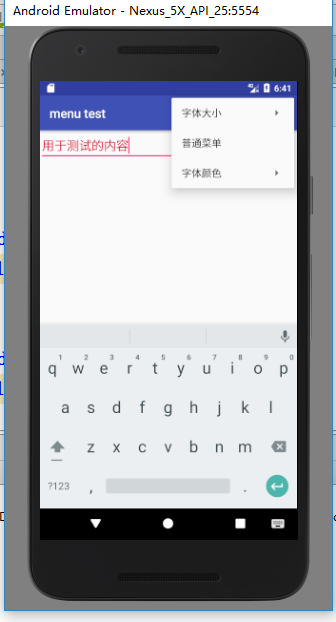 Android Emulator - Nexus_5X_API_25:5554
6:41
menu test
字体大小
普通菜单
字体颜色
用于测试的内容
1 2 3 4 5 6 7 8 9 0
q w e r t y u i o p
a s d f g h j k l
z x c v b n m
?123 , .